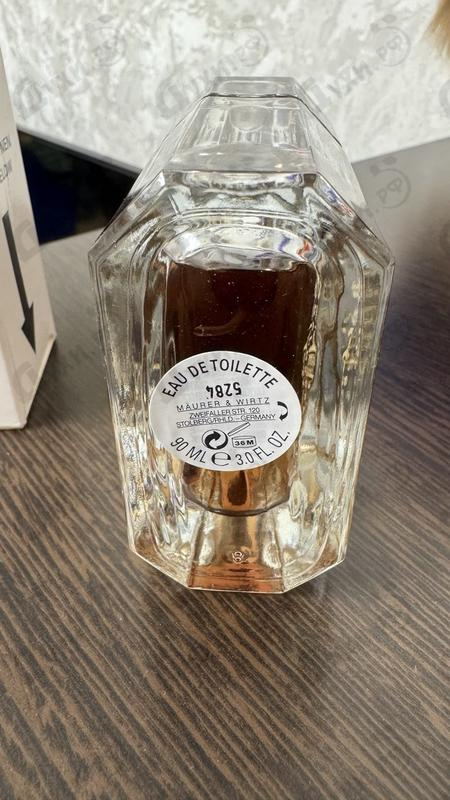 EAU DE TOILETTE
5284
MÄURER & WIRTZ
ZWEIFALLER STR. 120
STOLBERG/RHLD. - GERMANY
36M
90 ML ℮ 3.0 FL. OZ.